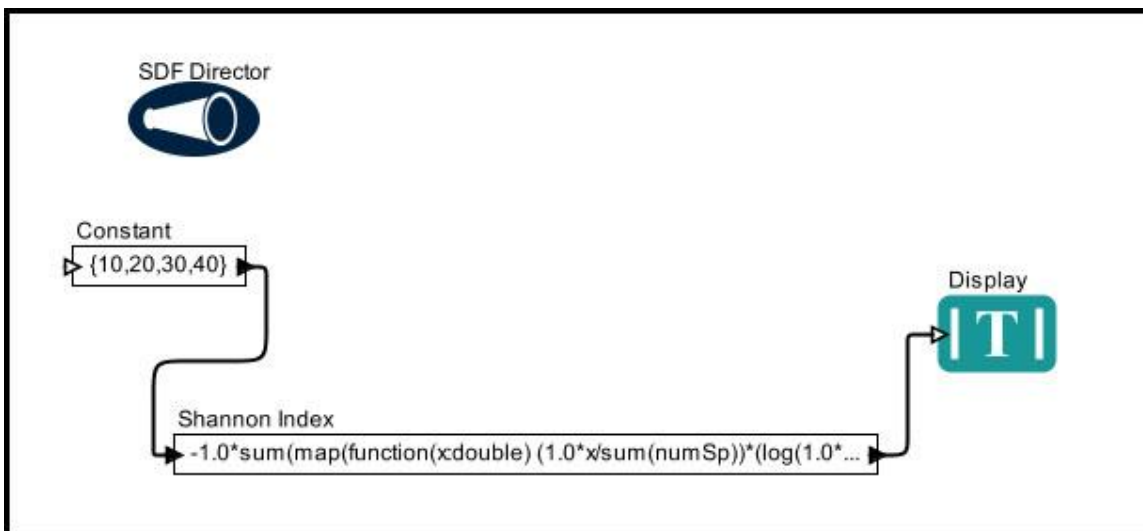 SDF Director
Constant
{10,20,30,40}
Display
T
Shannon Index
-1.0*sum(map(function(x:double) (1.0*x/sum(numSp))*(log(1.0*...